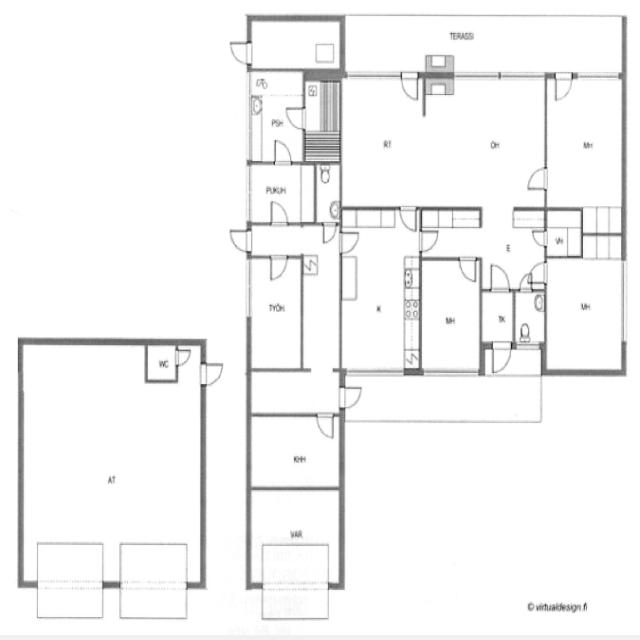 TERASSI
PSH
RT
OH
MH
PUKUH
VH
E
TYÖH.
K
MH
TK
MH
WC
AT
KHH
VAR.
© virtualdesign.fi